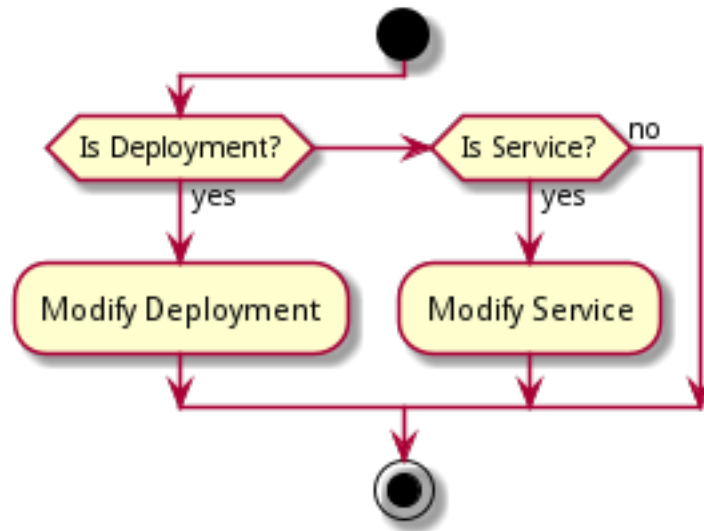 Is Deployment?
Is Service?
no
yes
yes
Modify Deployment
Modify Service